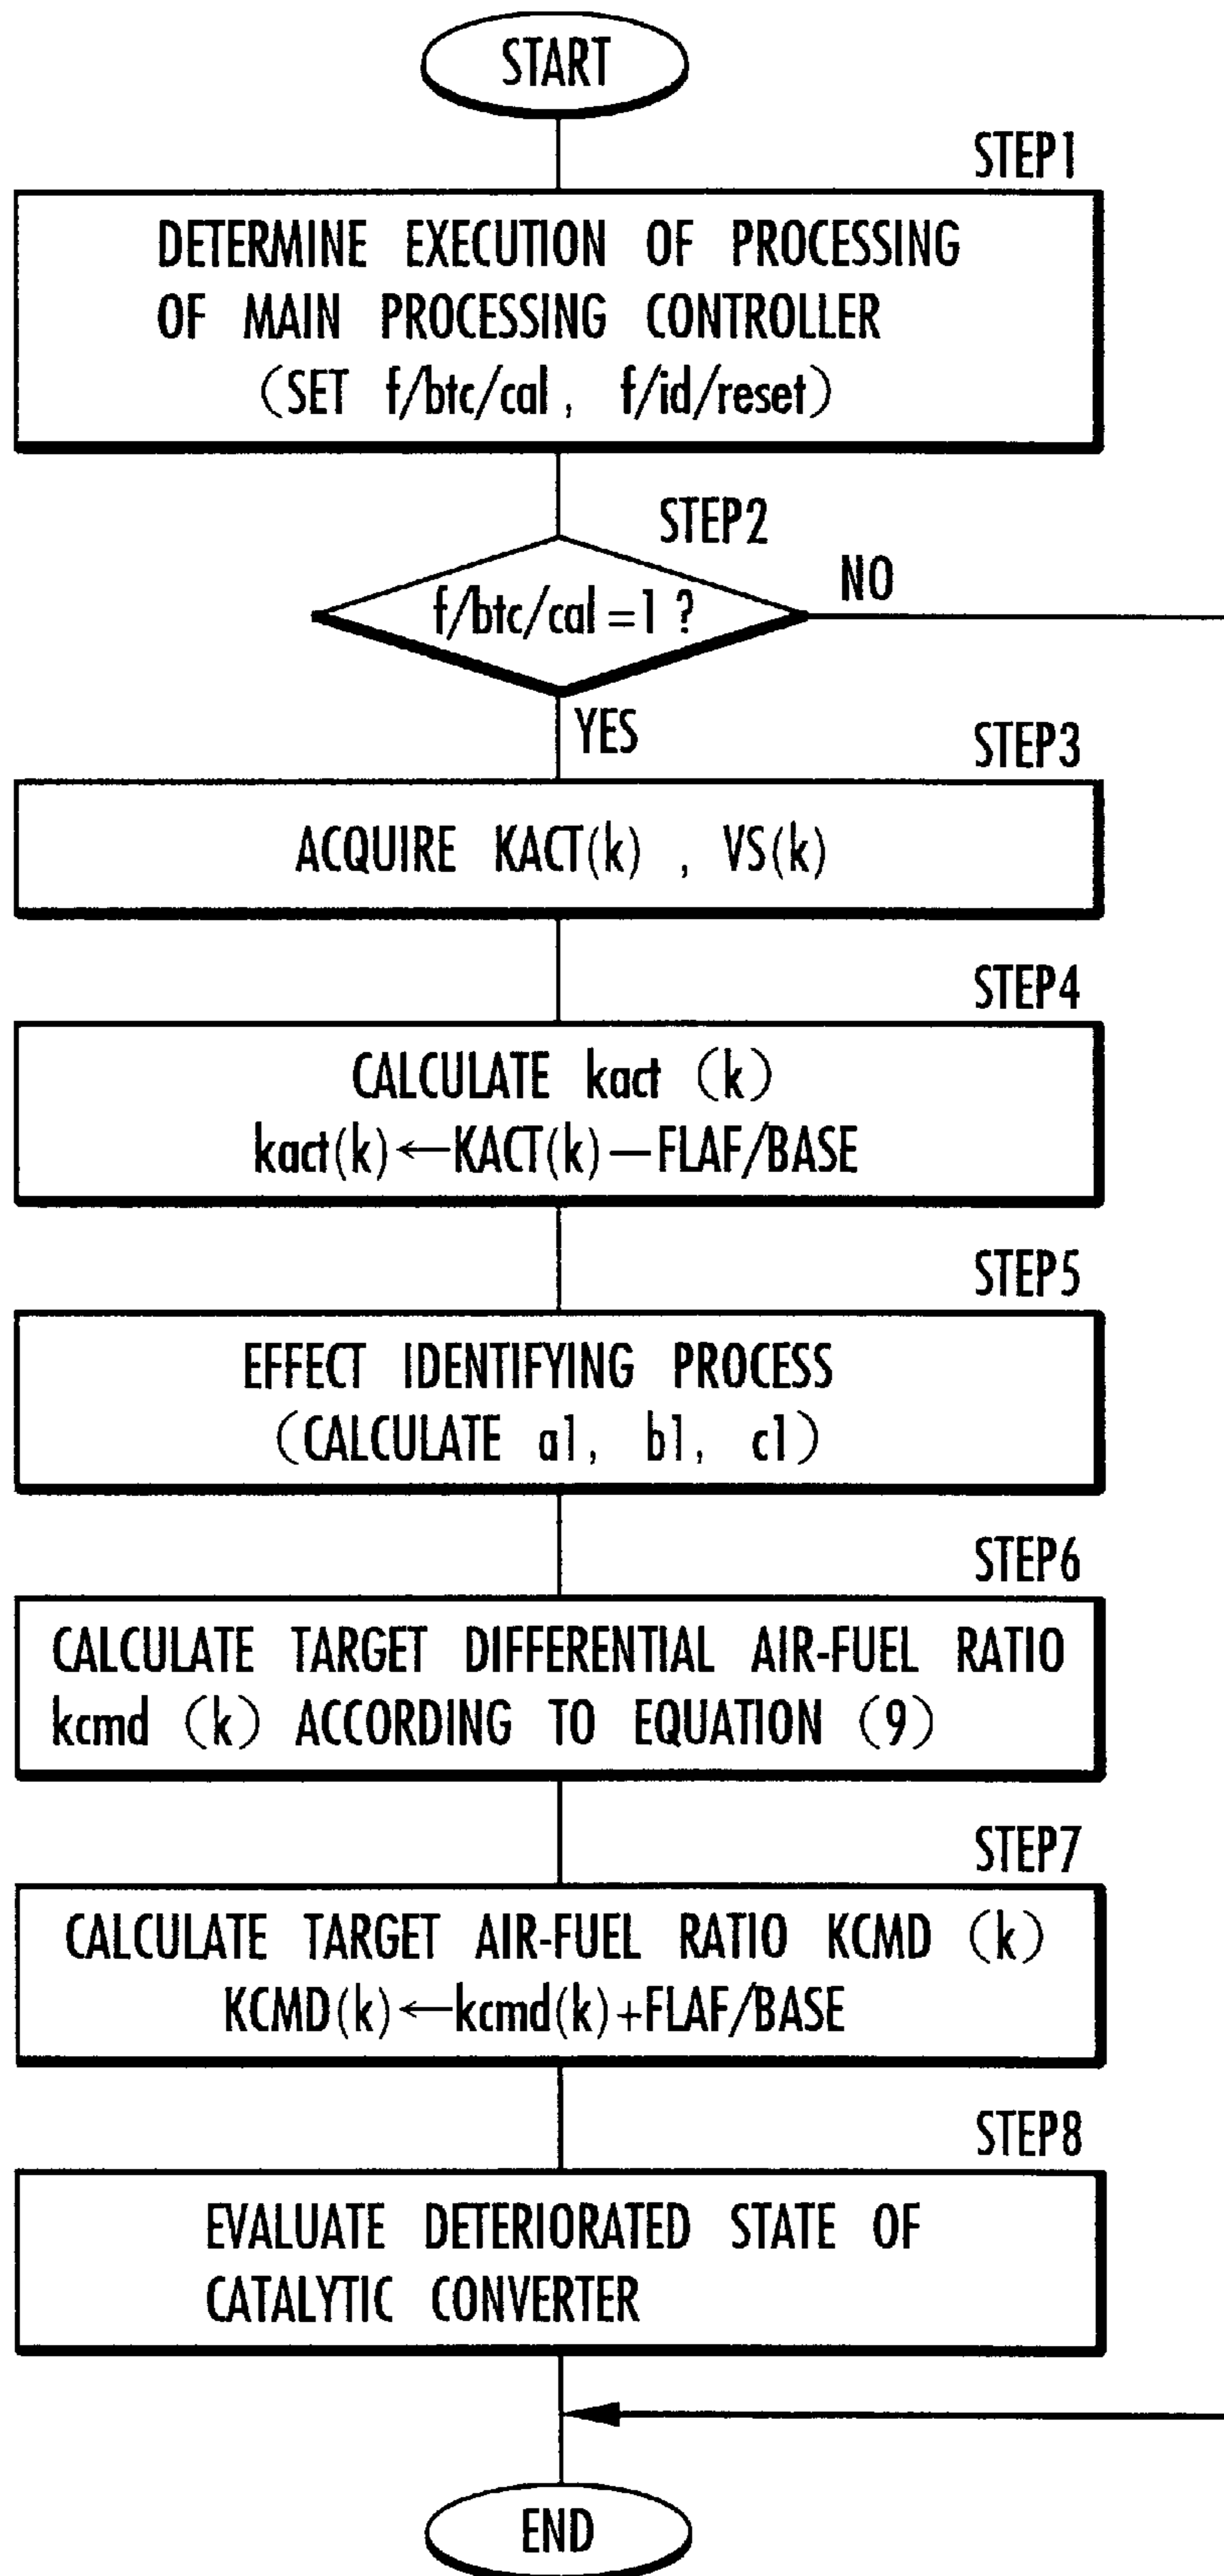 START
STEP1
DETERMINE EXECUTION OF PROCESSING
OF MAIN PROCESSING CONTROLLER
(SET f/btc/cal, f/id/reset)
STEP2
f/btc/cal=1 ?
NO
YES
STEP3
ACQUIRE KACT(k) , VS(k)
STEP4
CALCULATE kact (k)
kact(k)←KACT(k)—FLAF/BASE
STEP5
EFFECT IDENTIFYING PROCESS
(CALCULATE a1, b1, c1)
STEP6
CALCULATE TARGET DIFFERENTIAL AIR-FUEL RATIO
kcmd (k) ACCORDING TO EQUATION (9)
STEP7
CALCULATE TARGET AIR-FUEL RATIO KCMD (k)
KCMD(k)←kcmd(k)+FLAF/BASE
STEP8
EVALUATE DETERIORATED STATE OF
CATALYTIC CONVERTER
END